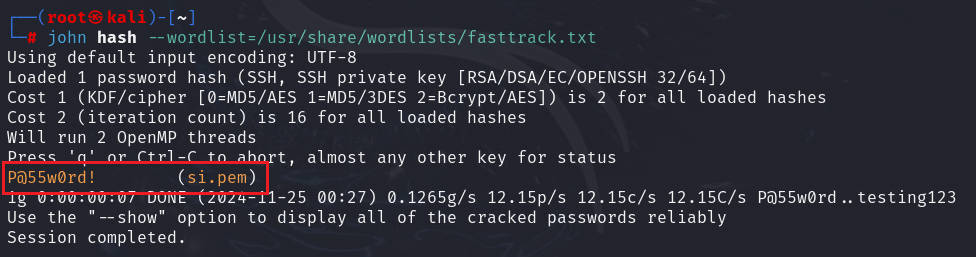 ┌──(root㉿kali)-[~]
└─# john hash --wordlist=/usr/share/wordlists/fasttrack.txt
Using default input encoding: UTF-8
Loaded 1 password hash (SSH, SSH private key [RSA/DSA/EC/OPENSSH 32/64])
Cost 1 (KDF/cipher [0=MD5/AES 1=MD5/3DES 2=Bcrypt/AES]) is 2 for all loaded hashes
Cost 2 (iteration count) is 16 for all loaded hashes
Will run 2 OpenMP threads
Press 'q' or Ctrl-C to abort, almost any other key for status
P@55w0rd!        (si.pem)
1g 0:00:00:07 DONE (2024-11-25 00:27) 0.1265g/s 12.15p/s 12.15c/s 12.15C/s P@55w0rd..testing123
Use the "--show" option to display all of the cracked passwords reliably
Session completed.